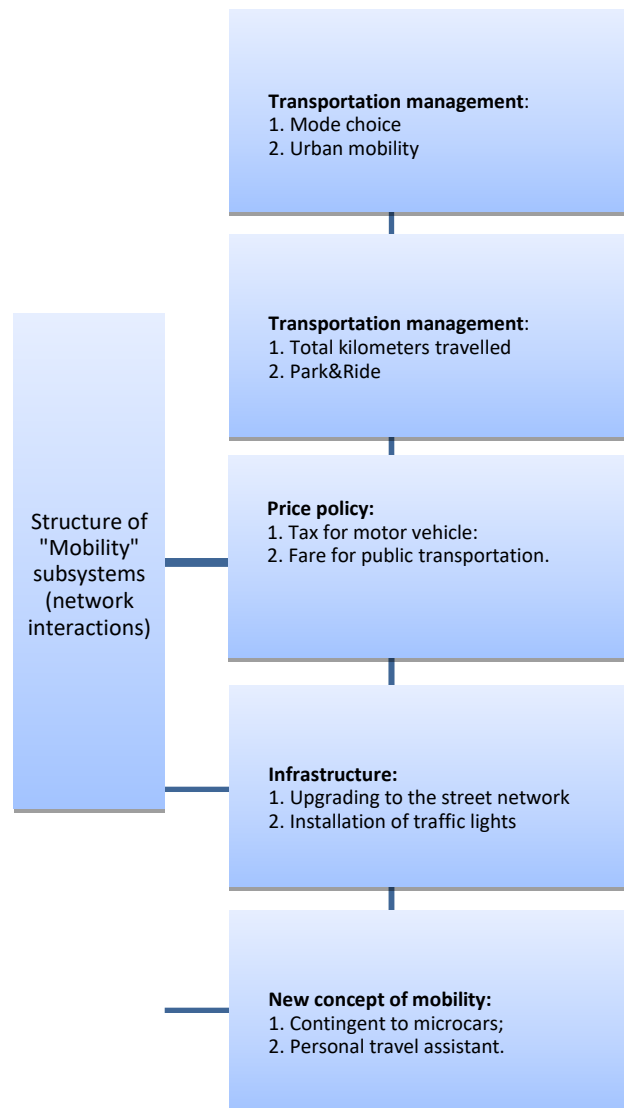 Transportation management:
1. Mode choice
2. Urban mobility
Transportation management:
1. Total kilometers travelled
2. Park&Ride
Structure of
"Mobility"
subsystems
(network
interactions)
Price policy:
1. Tax for motor vehicle:
2. Fare for public transportation.
Infrastructure:
1. Upgrading to the street network
2. Installation of traffic lights
New concept of mobility:
1. Contingent to microcars;
2. Personal travel assistant.